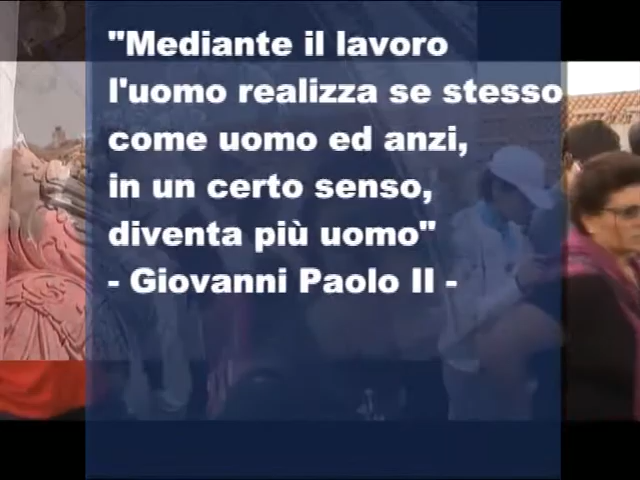 "Mediante il lavoro
l'uomo realizza se stesso
come uomo ed anzi,
in un certo senso,
diventa più uomo"
- Giovanni Paolo II -